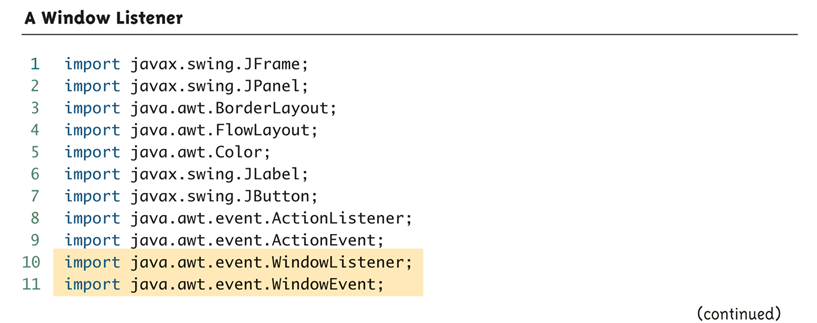 A Window Listener
1 import javax.swing.JFrame;
2 import javax.swing.JPanel;
3 import java.awt.BorderLayout;
4 import java.awt.FlowLayout;
5 import java.awt.Color;
6 import javax.swing.JLabel;
7 import javax.swing.JButton;
8 import java.awt.event.ActionListener;
9 import java.awt.event.ActionEvent;
10 import java.awt.event.WindowListener;
11 import java.awt.event.WindowEvent;
(continued)